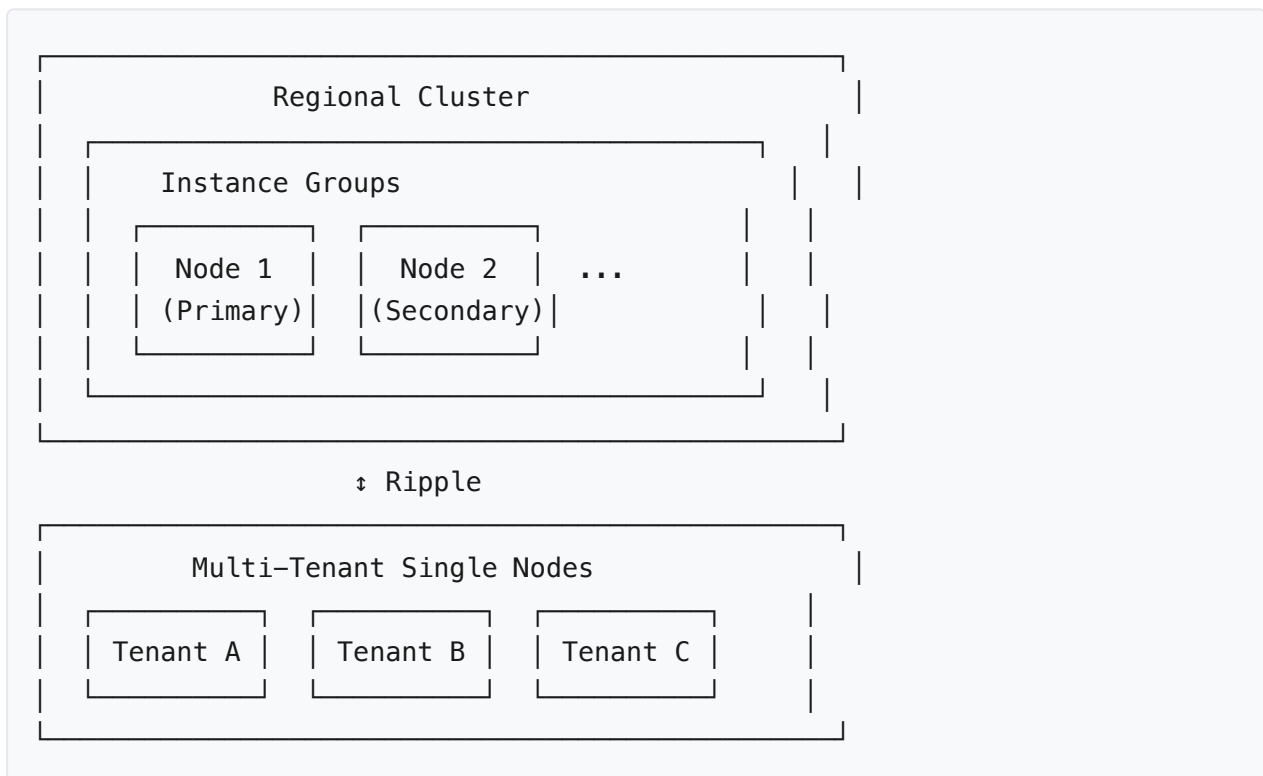 Regional Cluster
Instance Groups
Node 1 Node 2 ...
(Primary) (Secondary)
↕ Ripple
Multi-Tenant Single Nodes
Tenant A Tenant B Tenant C